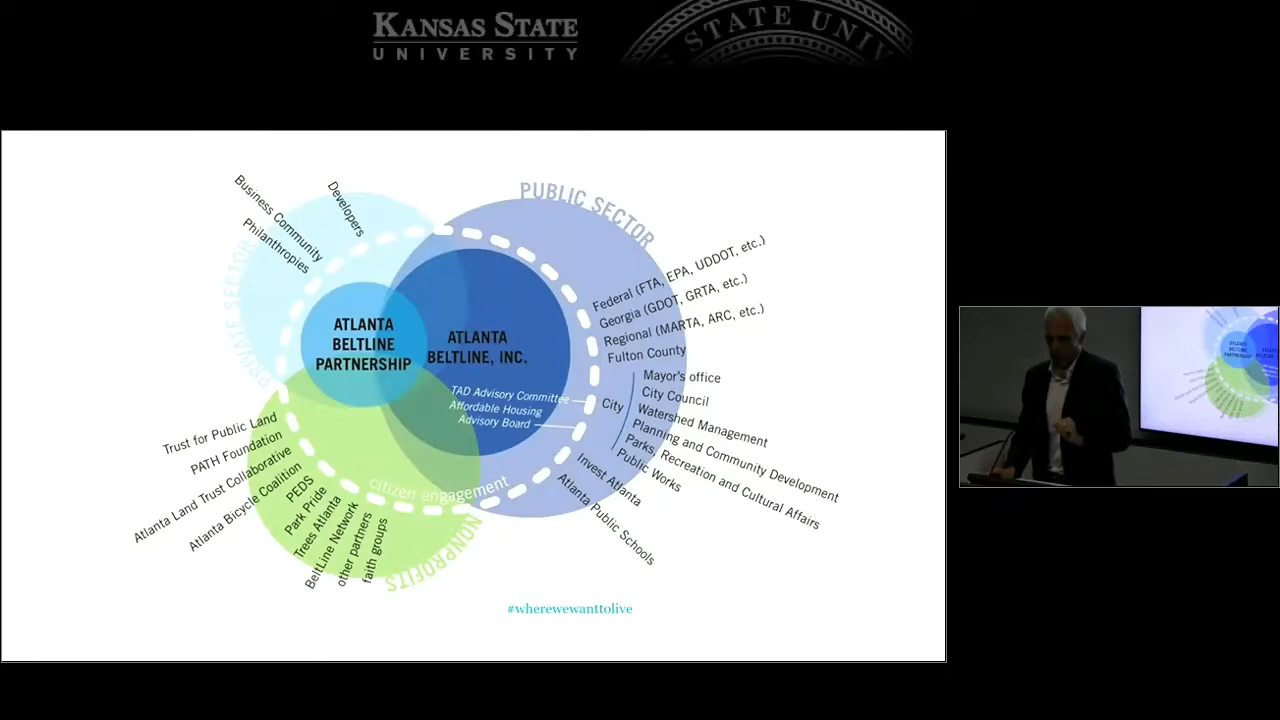 KANSAS STATE
UNIVERSITY
STATE UNIV
PUBLIC SECTOR
PRIVATE SECTOR
Business Community
Developers
Philanthropies
ATLANTA
BELTLINE
PARTNERSHIP
ATLANTA
BELTLINE, INC.
TAD Advisory Committee
Affordable Housing
Advisory Board
Federal (FTA, EPA, UDDOT, etc.)
Georgia (GDOT, GRTA, etc.)
Regional (MARTA, ARC, etc.)
Fulton County
City
Mayor's office
City Council
Watershed Management
Planning and Community Development
Parks, Recreation and Cultural Affairs
Public Works
Invest Atlanta
Atlanta Public Schools
citizen engagement
Trust for Public Land
PATH Foundation
Atlanta Land Trust Collaborative
Atlanta Bicycle Coalition
PEDS
Park Pride
Trees Atlanta
BeltLine Network
other partners
faith groups
NONPROFITS
#wherewewanttolive